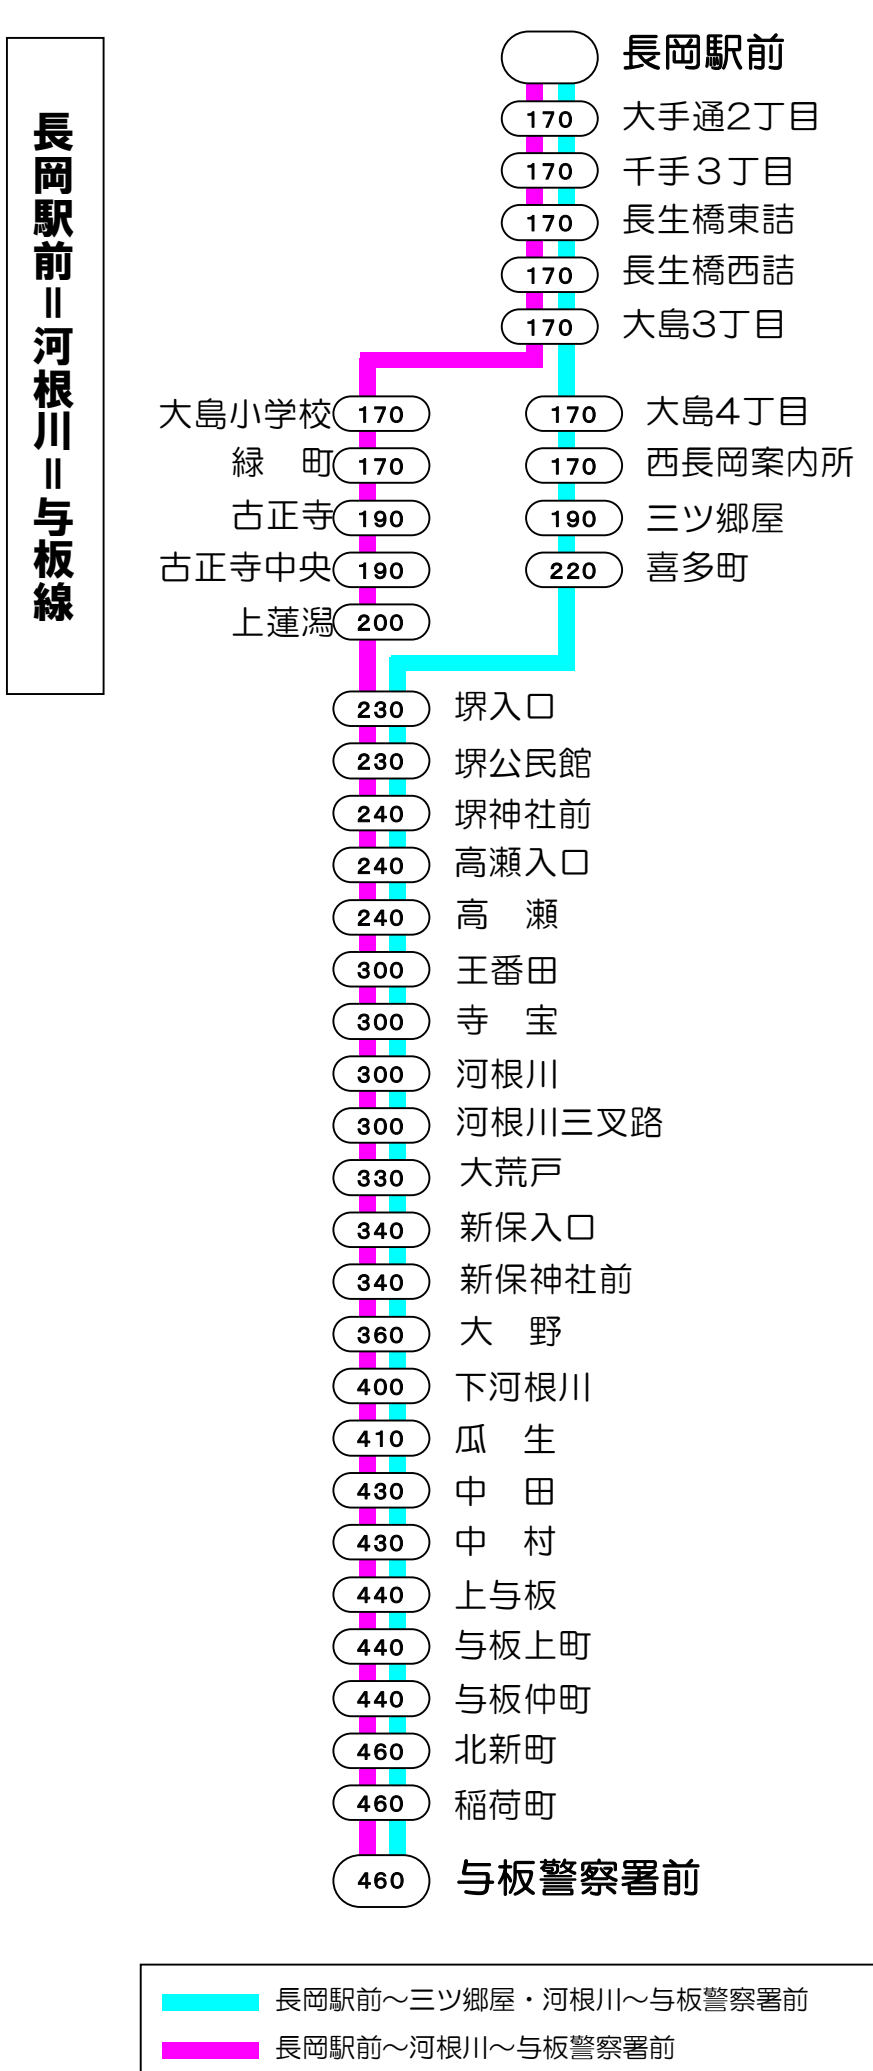 長岡駅前＝河根川＝与板線
長岡駅前
170 大手通2丁目
170 千手３丁目
170 長生橋東詰
170 長生橋西詰
170 大島3丁目
大島小学校 170
緑　町 170
古正寺 190
古正寺中央 190
上蓮潟 200
170 大島4丁目
170 西長岡案内所
190 三ツ郷屋
220 喜多町
230 堺入口
230 堺公民館
240 堺神社前
240 高瀬入口
240 高　瀬
300 王番田
300 寺　宝
300 河根川
300 河根川三叉路
330 大荒戸
340 新保入口
340 新保神社前
360 大　野
400 下河根川
410 瓜　生
430 中　田
430 中　村
440 上与板
440 与板上町
440 与板仲町
460 北新町
460 稲荷町
460 与板警察署前
長岡駅前～三ツ郷屋・河根川～与板警察署前
長岡駅前～河根川～与板警察署前